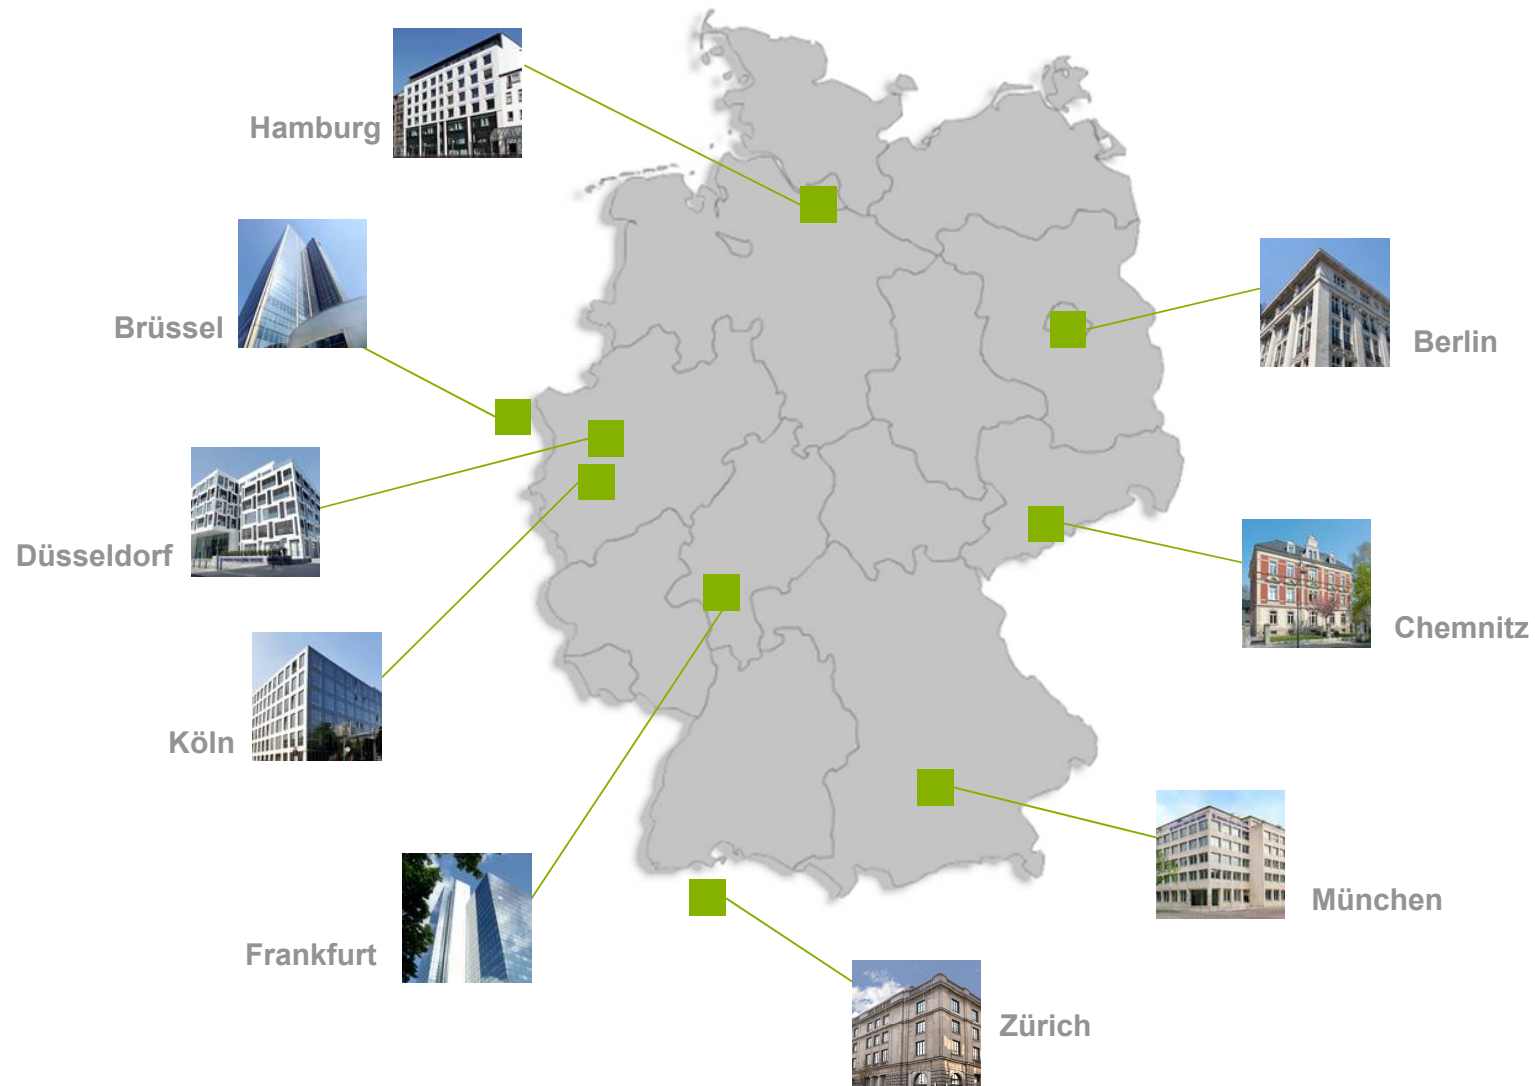 Hamburg
Brüssel
Berlin
Düsseldorf
Chemnitz
Köln
München
Frankfurt
Zürich